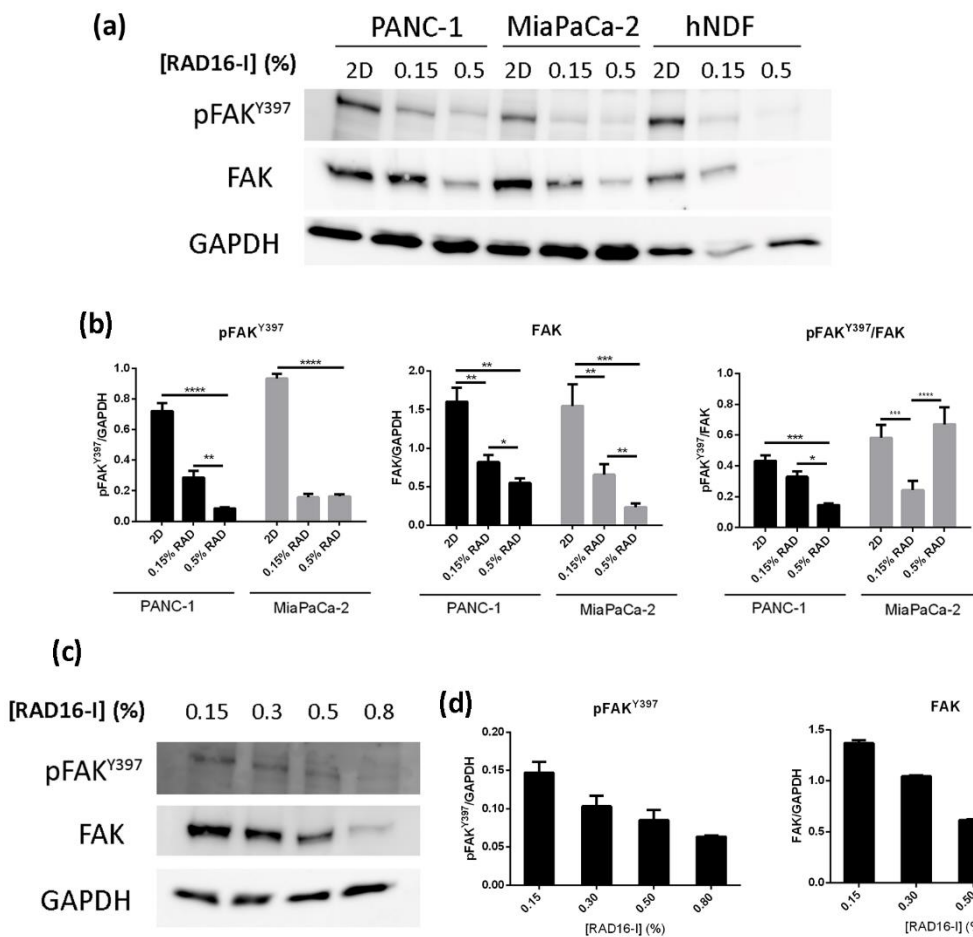 (a)
PANC-1 MiaPaCa-2 hNDF
[RAD16-I] (%) 2D 0.15 0.5 2D 0.15 0.5 2D 0.15 0.5
pFAKY397
FAK
GAPDH
(b)
pFAKY397
pFAKY397/GAPDH
1.0
0.8
0.6
0.4
0.2
0.0
****
**
****
2D 0.15% RAD 0.5% RAD 2D 0.15% RAD 0.5% RAD
PANC-1 MiaPaCa-2
FAK
FAK/GAPDH
2.0
1.5
1.0
0.5
0.0
**
**
*
***
**
**
2D 0.15% RAD 0.5% RAD 2D 0.15% RAD 0.5% RAD
PANC-1 MiaPaCa-2
pFAKY397/FAK
pFAKY397/FAK
1.0
0.8
0.6
0.4
0.2
0.0
***
*
***
****
2D 0.15% RAD 0.5% RAD 2D 0.15% RAD 0.5% RAD
PANC-1 MiaPaCa-2
(c)
[RAD16-I] (%) 0.15 0.3 0.5 0.8
pFAKY397
FAK
GAPDH
(d)
pFAKY397
pFAKY397/GAPDH
0.20
0.15
0.10
0.05
0.00
0.15 0.30 0.50 0.80
[RAD16-I] (%)
FAK
FAK/GAPDH
1.5
1.0
0.5
0.0
0.15 0.30 0.50
[RAD16-I] (%